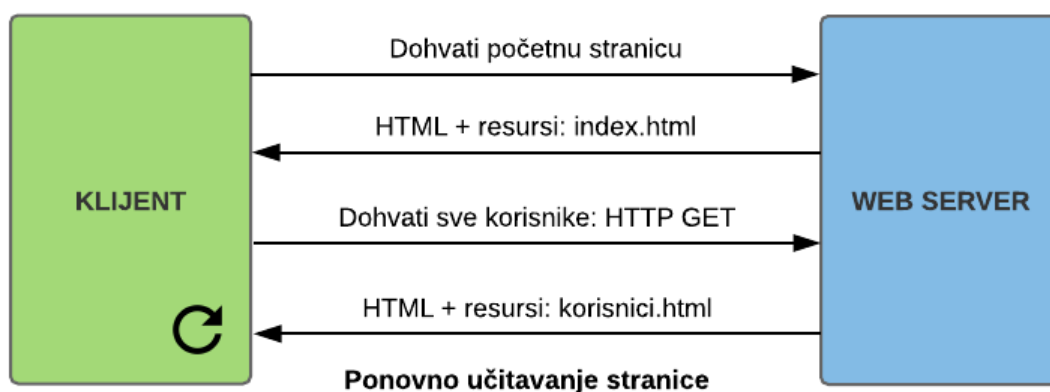 Dohvati početnu stranicu
HTML + resursi: index.html
KLIJENT
WEB SERVER
Dohvati sve korisnike: HTTP GET
HTML + resursi: korisnici.html
Ponovno učitavanje stranice